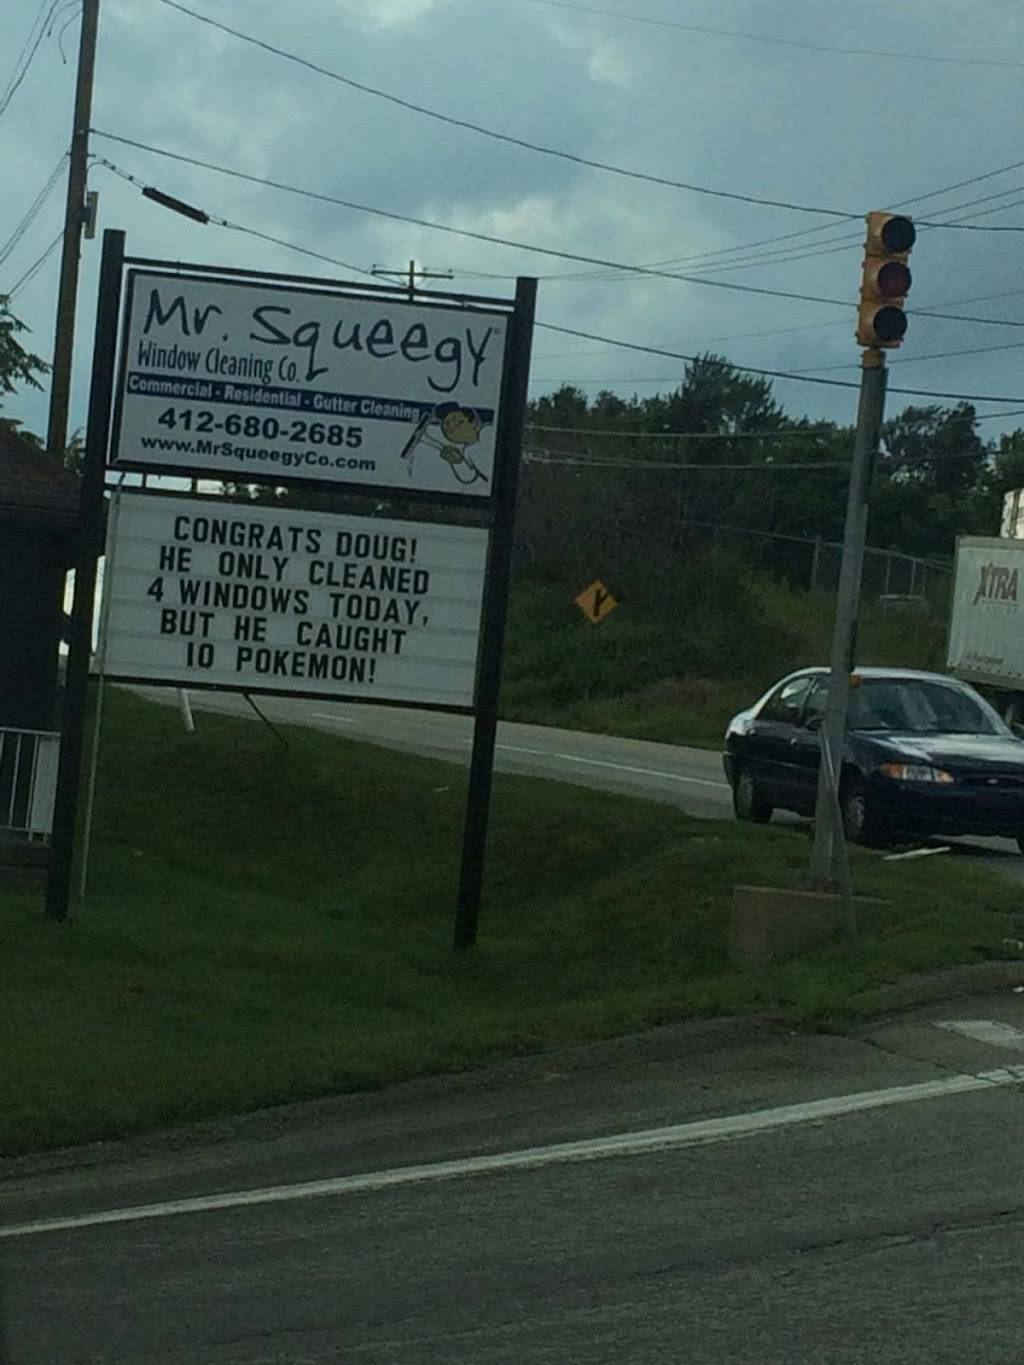 Mr. Squeegy
Window Cleaning Co.
Commercial - Residential - Gutter Cleaning
412-680-2685
www.MrSqueegyCo.com
CONGRATS DOUG!
HE ONLY CLEANED
4 WINDOWS TODAY,
BUT HE CAUGHT
10 POKEMON!
XTRA